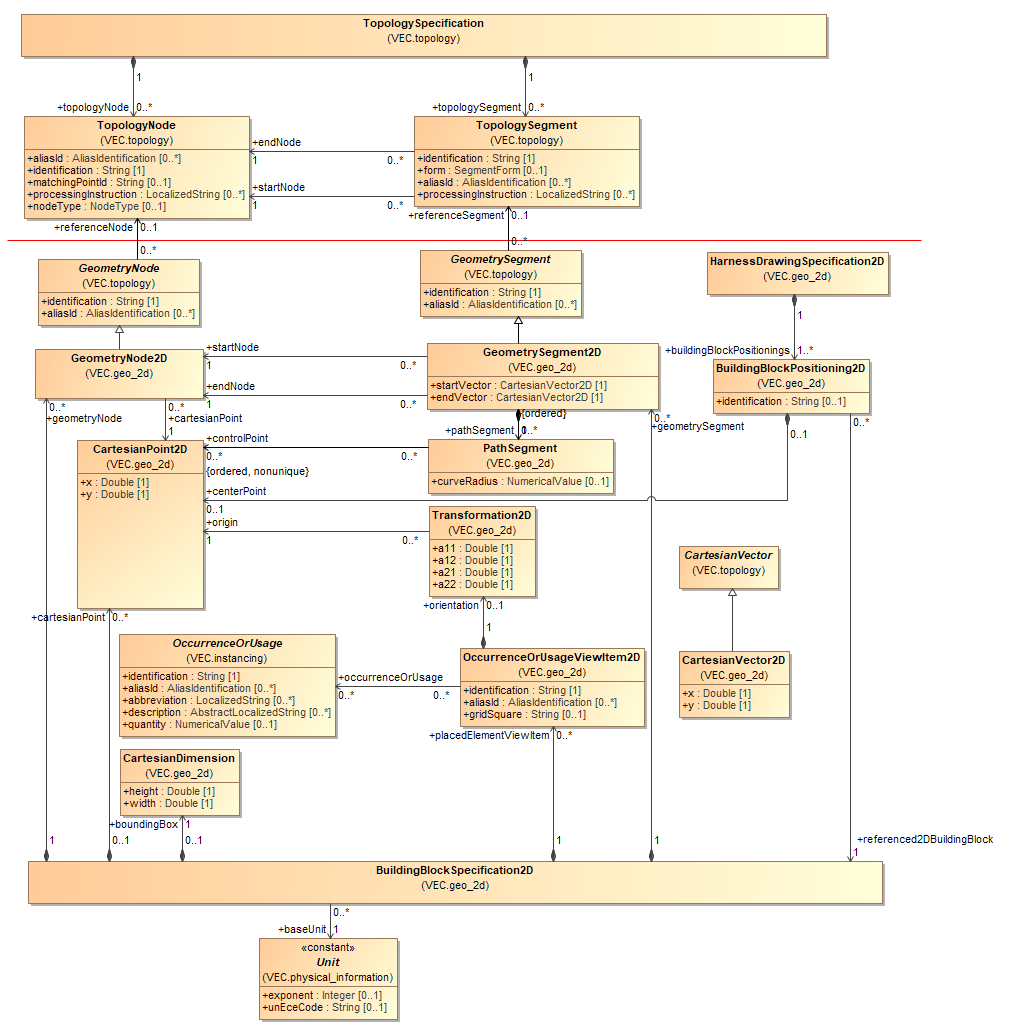 TopologySpecification
(VEC.topology)
1
1
+topologyNode
0..*
+topologySegment
0..*
TopologyNode
(VEC.topology)
+aliasId : AliasIdentification [0..*]
+identification : String [1]
+matchingPointId : String [0..1]
+processingInstruction : LocalizedString [0..*]
+nodeType : NodeType [0..1]
+endNode
1
0..*
+startNode
1
0..*
TopologySegment
(VEC.topology)
+identification : String [1]
+form : SegmentForm [0..1]
+aliasId : AliasIdentification [0..*]
+processingInstruction : LocalizedString [0..*]
+referenceNode
0..1
0..*
+referenceSegment
0..1
0..*
GeometryNode
(VEC.topology)
+identification : String [1]
+aliasId : AliasIdentification [0..*]
GeometrySegment
(VEC.topology)
+identification : String [1]
+aliasId : AliasIdentification [0..*]
HarnessDrawingSpecification2D
(VEC.geo_2d)
1
+buildingBlockPositionings
1..*
GeometryNode2D
(VEC.geo_2d)
+startNode
1
0..*
+endNode
1
0..*
GeometrySegment2D
(VEC.geo_2d)
+startVector : CartesianVector2D [1]
+endVector : CartesianVector2D [1]
BuildingBlockPositioning2D
(VEC.geo_2d)
+identification : String [0..1]
0..*
+geometryNode
0..*
+cartesianPoint
1
{ordered}
+pathSegment
0..*
0..*
+geometrySegment
0..1
0..*
CartesianPoint2D
(VEC.geo_2d)
+x : Double [1]
+y : Double [1]
+controlPoint
0..*
0..*
{ordered, nonunique}
+centerPoint
0..1
+origin
1
0..*
PathSegment
(VEC.geo_2d)
+curveRadius : NumericalValue [0..1]
Transformation2D
(VEC.geo_2d)
+a11 : Double [1]
+a12 : Double [1]
+a21 : Double [1]
+a22 : Double [1]
CartesianVector
(VEC.topology)
+cartesianPoint
0..*
+orientation
0..1
1
OccurrenceOrUsage
(VEC.instancing)
+identification : String [1]
+aliasId : AliasIdentification [0..*]
+abbreviation : LocalizedString [0..*]
+description : AbstractLocalizedString [0..*]
+quantity : NumericalValue [0..1]
+occurrenceOrUsage
0..*
0..*
OccurrenceOrUsageViewItem2D
(VEC.geo_2d)
+identification : String [1]
+aliasId : AliasIdentification [0..*]
+gridSquare : String [0..1]
CartesianVector2D
(VEC.geo_2d)
+x : Double [1]
+y : Double [1]
+placedElementViewItem
0..*
CartesianDimension
(VEC.geo_2d)
+height : Double [1]
+width : Double [1]
+boundingBox
1
1
0..1
0..1
1
1
+referenced2DBuildingBlock
1
BuildingBlockSpecification2D
(VEC.geo_2d)
0..*
+baseUnit
1
«constant»
Unit
(VEC.physical_information)
+exponent : Integer [0..1]
+unEceCode : String [0..1]